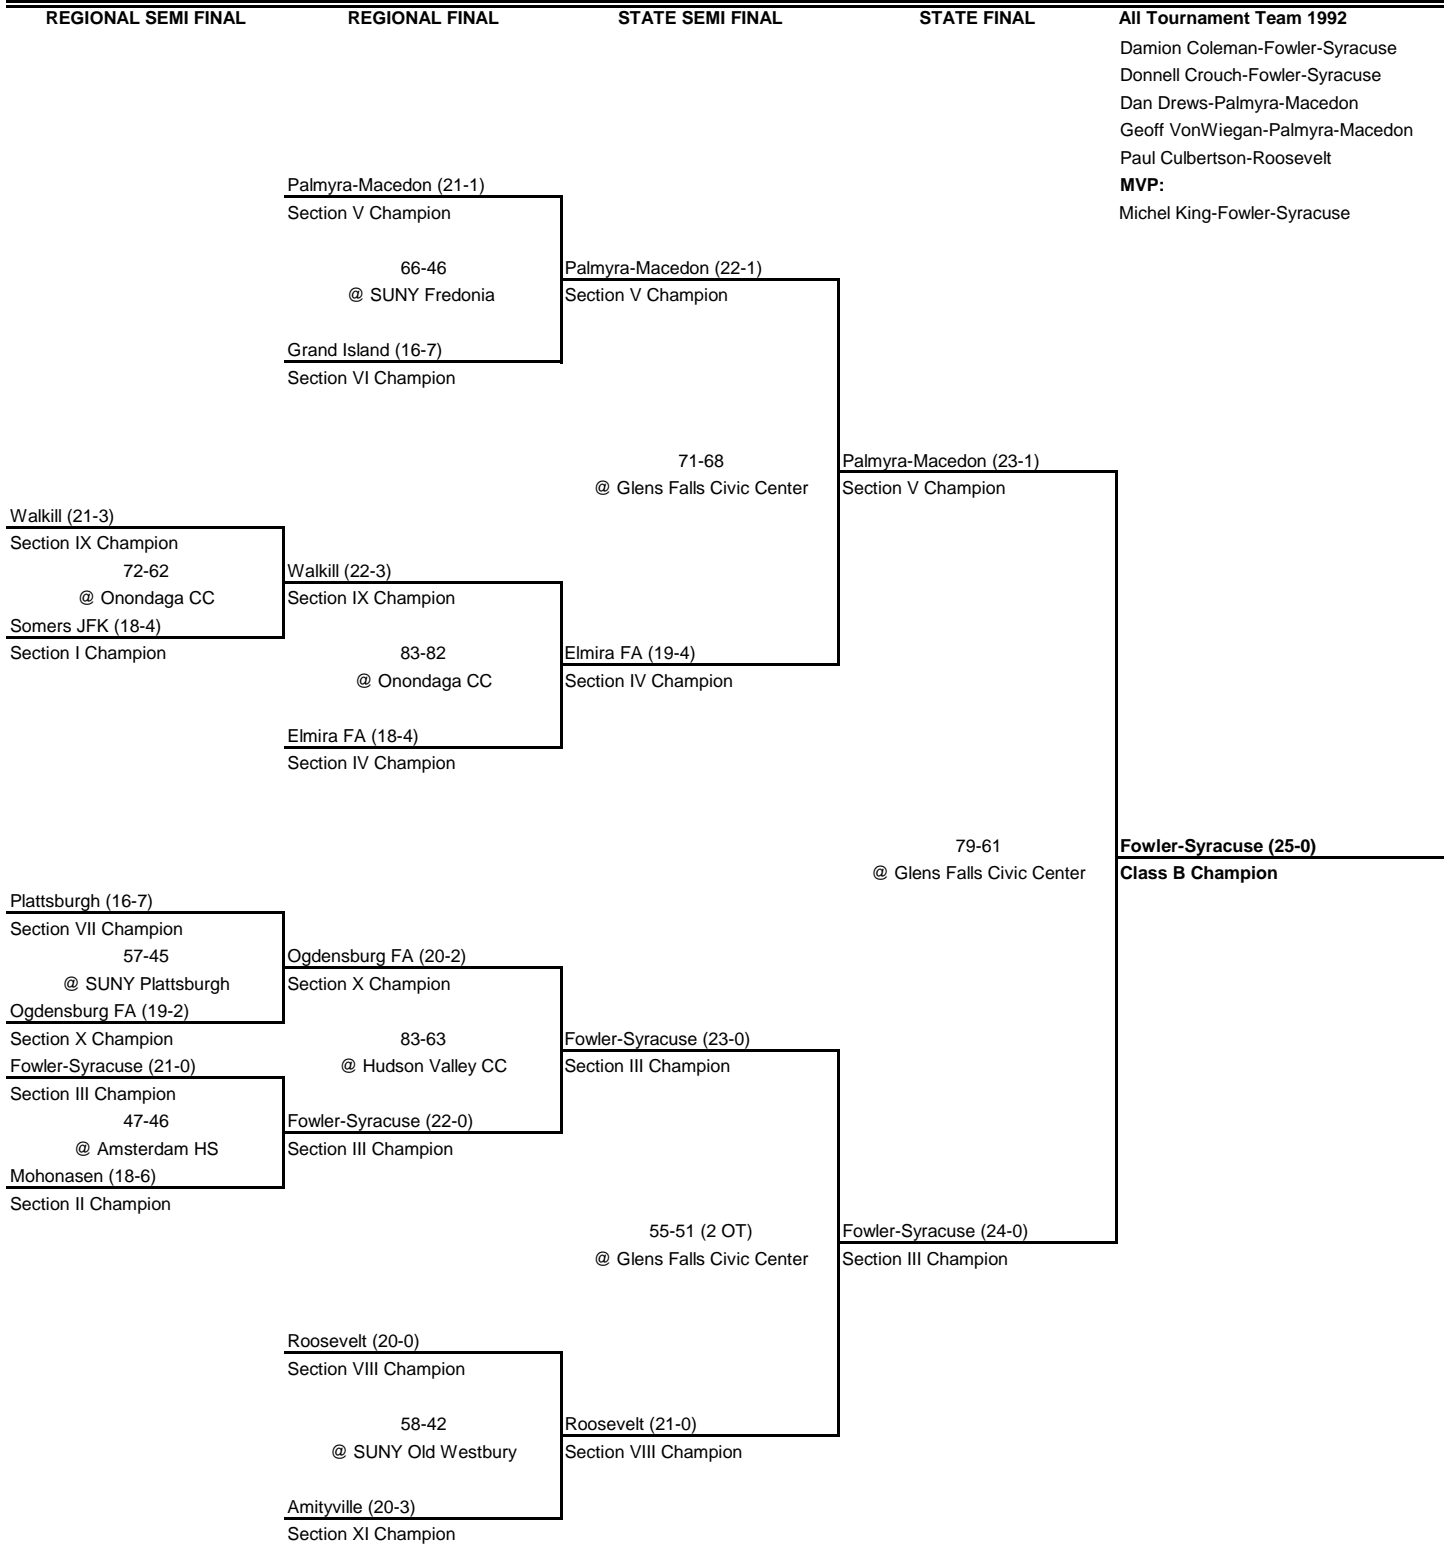 REGIONAL SEMI FINAL
REGIONAL FINAL
STATE SEMI FINAL
STATE FINAL
All Tournament Team 1992
Damion Coleman-Fowler-Syracuse
Donnell Crouch-Fowler-Syracuse
Dan Drews-Palmyra-Macedon
Geoff VonWiegan-Palmyra-Macedon
Paul Culbertson-Roosevelt
MVP:
Michel King-Fowler-Syracuse
Palmyra-Macedon (21-1)
Section V Champion
66-46
@ SUNY Fredonia
Grand Island (16-7)
Section VI Champion
Palmyra-Macedon (22-1)
Section V Champion
71-68
@ Glens Falls Civic Center
Palmyra-Macedon (23-1)
Section V Champion
Walkill (21-3)
Section IX Champion
72-62
@ Onondaga CC
Somers JFK (18-4)
Section I Champion
Walkill (22-3)
Section IX Champion
83-82
@ Onondaga CC
Elmira FA (18-4)
Section IV Champion
Elmira FA (19-4)
Section IV Champion
79-61
@ Glens Falls Civic Center
Fowler-Syracuse (25-0)
Class B Champion
Plattsburgh (16-7)
Section VII Champion
57-45
@ SUNY Plattsburgh
Ogdensburg FA (19-2)
Section X Champion
Fowler-Syracuse (21-0)
Section III Champion
47-46
@ Amsterdam HS
Mohonasen (18-6)
Section II Champion
Ogdensburg FA (20-2)
Section X Champion
83-63
@ Hudson Valley CC
Fowler-Syracuse (22-0)
Section III Champion
Fowler-Syracuse (23-0)
Section III Champion
55-51 (2 OT)
@ Glens Falls Civic Center
Fowler-Syracuse (24-0)
Section III Champion
Roosevelt (20-0)
Section VIII Champion
58-42
@ SUNY Old Westbury
Amityville (20-3)
Section XI Champion
Roosevelt (21-0)
Section VIII Champion